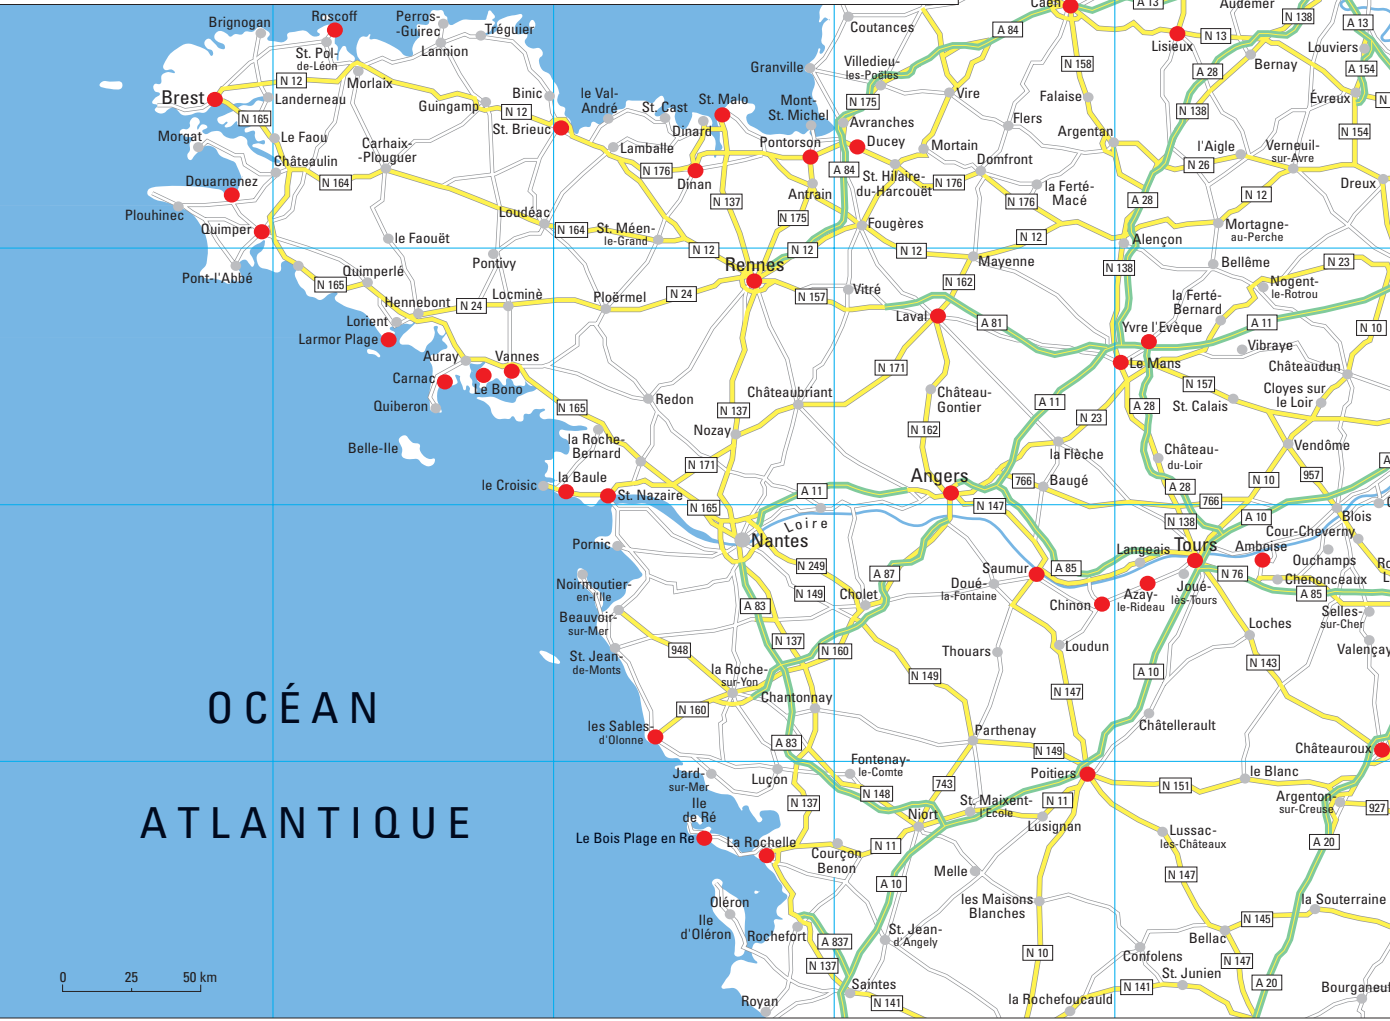 Caen
A 13
Audemer
N 138
A 13
Brignogan
Roscoff
Perros-
-Guirec
Tréguier
Coutances
A 84
Lisieux
N 13
Louviers
St. Pol-
de-Léon
Lannion
Villedieu-
les-Poëles
N 158
Bernay
Granville
A 28
A 154
N 12
Morlaix
Brest
Landerneau
Guingamp
Binic
N 12
le Val-
André
St. Cast
St. Malo
Mont-
St. Michel
N 175
Vire
Falaise
N 138
Évreux
N 165
St. Brieuc
Dinard
Avranches
Flers
Argentan
N 154
Morgat
Le Faou
Carhaix-
-Plouguer
Lamballe
Pontorson
Ducey
Mortain
l'Aigle
Verneuil-
sur-Avre
Châteaulin
N 176
Dinan
A 84
St. Hilaire-
du-Harcouët
Domfront
N 26
Douarnenez
N 164
Antrain
N 176
la Ferté-
Macé
N 12
Dreux
Plouhinec
N 137
N 176
A 28
Loudéac
N 175
Quimper
N 164
St. Méen-
le-Grand
Fougères
Mortagne-
au-Perche
le Faouët
N 12
N 12
N 12
N 12
Alençon
Pont-l'Abbé
Pontivy
Rennes
Mayenne
N 138
Bellême
N 23
Quimperlé
N 165
N 162
Nogent-
le-Rotrou
Hennebont
N 24
Locminè
Ploërmel
N 24
N 157
Vitré
la Ferté-
Bernard
Lorient
Laval
A 81
Yvre l'Evèque
A 11
N 10
Larmor Plage
Vibraye
Auray
Vannes
Le Mans
Châteaudun
Carnac
Le Bono
N 171
N 157
Cloyes sur
le Loir
Quiberon
N 165
Redon
Châteaubriant
Château-
Gontier
A 11
A 28
St. Calais
N 137
N 23
Belle-Ile
la Roche-
Bernard
Nozay
N 162
la Flèche
Château-
du-Loir
Vendôme
N 171
le Croisic
la Baule
Angers
766
Baugé
A 28
N 10
957
St. Nazaire
N 165
A 11
N 147
766
Loire
N 138
A 10
Blois
Pornic
Nantes
Langeais
Tours
Amboise
Cour-Cheverny
N 249
A 87
Saumur
A 85
N 76
Ouchamps
Noirmoutier-
en-l'Ile
Doué-
la-Fontaine
Chenonceaux
N 149
Cholet
Chinon
Azay-
le-Rideau
Joué-
lès-Tours
A 85
Beauvoir-
sur-Mer
A 83
Selles-
sur-Cher
N 137
Loches
948
N 160
Thouars
Loudun
Valençay
St. Jean-
de-Monts
la Roche-
sur-Yon
N 149
N 147
A 10
N 143
OCÉAN
N 160
Chantonnay
les Sables-
d'Olonne
Châtellerault
A 83
Parthenay
N 149
Châteauroux
Jard-
sur-Mer
Luçon
Fontenay-
le-Comte
743
Poitiers
N 151
le Blanc
Ile
de Ré
N 137
N 148
St. Maixent-
l'Ecole
N 11
Argenton-
sur-Creuse
927
ATLANTIQUE
Niort
Lusignan
Le Bois Plage en Re
La Rochelle
Lussac-
les-Châteaux
A 20
Courçon
Benon
N 11
Melle
N 147
A 10
les Maisons
Blanches
la Souterraine
Oléron
Ile
d'Oléron
N 145
Rochefort
A 837
St. Jean-
d'Angely
Bellac
N 137
N 10
Confolens
N 147
St. Junien
A 20
0 25 50 km
Royan
Saintes
N 141
la Rochefoucauld
N 141
Bourganeuf